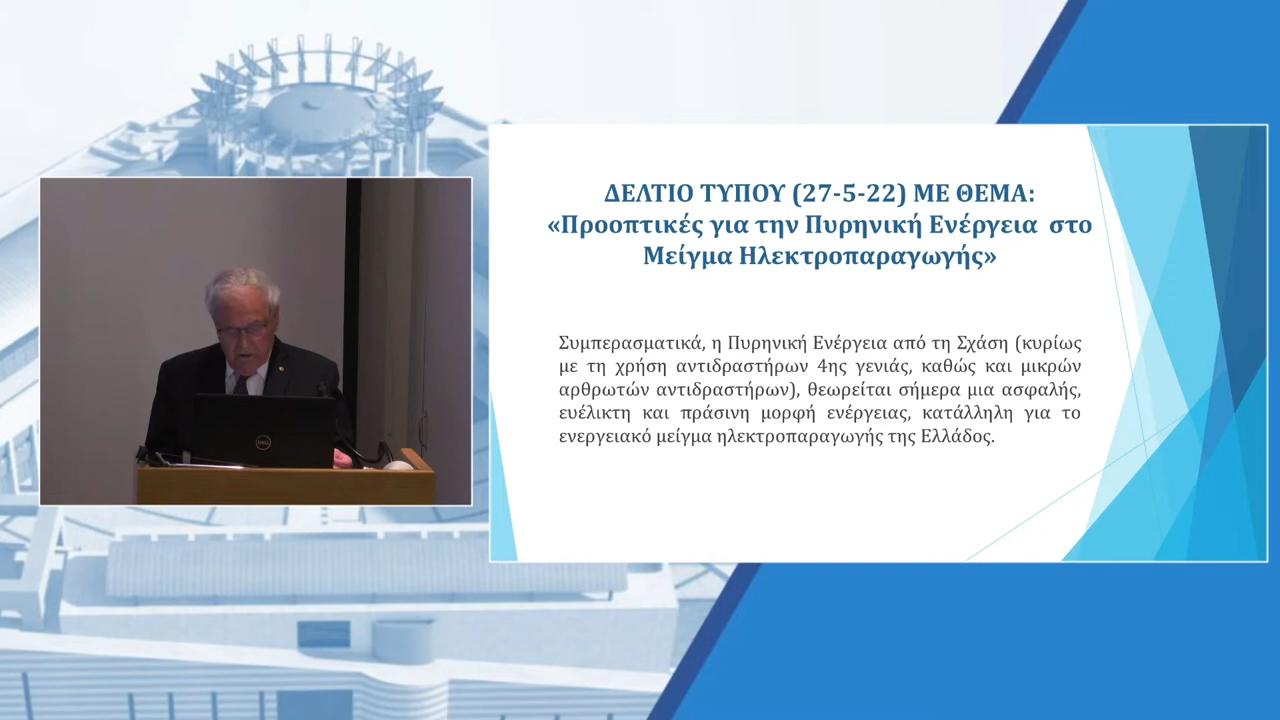 ΔΕΛΤΙΟ ΤΥΠΟΥ (27-5-22) ΜΕ ΘΕΜΑ:
«Προοπτικές για την Πυρηνική Ενέργεια στο
Μείγμα Ηλεκτροπαραγωγής»
Συμπερασματικά, η Πυρηνική Ενέργεια από τη Σχάση (κυρίως
με τη χρήση αντιδραστήρων 4ης γενιάς, καθώς και μικρών
αρθρωτών αντιδραστήρων), θεωρείται σήμερα μια ασφαλής,
ευέλικτη και πράσινη μορφή ενέργειας, κατάλληλη για το
ενεργειακό μείγμα ηλεκτροπαραγωγής της Ελλάδος.
DELL